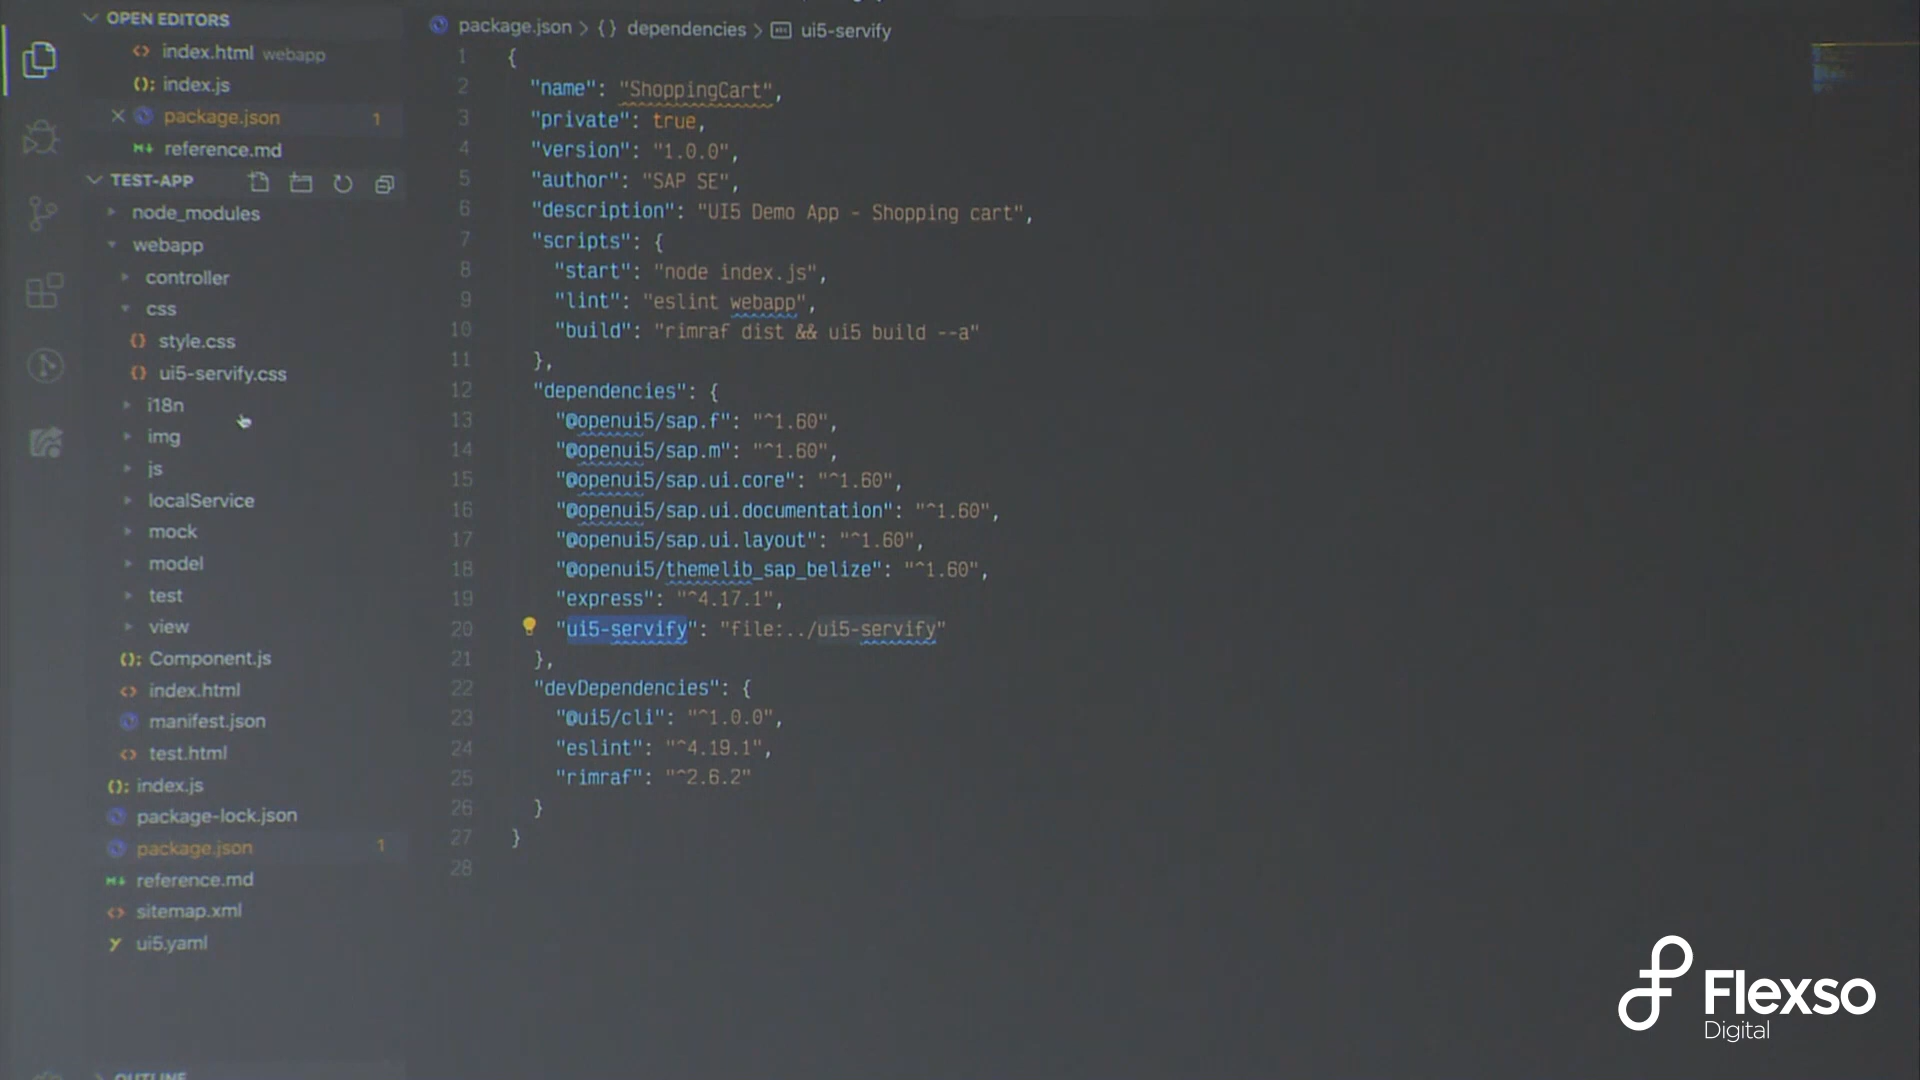 OPEN EDITORS
index.html webapp
index.js
package.json 1
reference.md
TEST-APP
node_modules
webapp
controller
css
style.css
ui5-servify.css
i18n
img
js
localService
mock
model
test
view
Component.js
index.html
manifest.json
test.html
index.js
package-lock.json
package.json 1
reference.md
sitemap.xml
ui5.yaml
OUTLINE
package.json > {} dependencies > ui5-servify
1 {
2 "name": "ShoppingCart",
3 "private": true,
4 "version": "1.0.0",
5 "author": "SAP SE",
6 "description": "UI5 Demo App - Shopping cart",
7 "scripts": {
8 "start": "node index.js",
9 "lint": "eslint webapp",
10 "build": "rimraf dist && ui5 build --a"
11 },
12 "dependencies": {
13 "@openui5/sap.f": "^1.60",
14 "@openui5/sap.m": "^1.60",
15 "@openui5/sap.ui.core": "^1.60",
16 "@openui5/sap.ui.documentation": "^1.60",
17 "@openui5/sap.ui.layout": "^1.60",
18 "@openui5/themelib_sap_belize": "^1.60",
19 "express": "^4.17.1",
20 "ui5-servify": "file:../ui5-servify"
21 },
22 "devDependencies": {
23 "@ui5/cli": "^1.0.0",
24 "eslint": "^4.19.1",
25 "rimraf": "^2.6.2"
26 }
27 }
28
Flexso
Digital